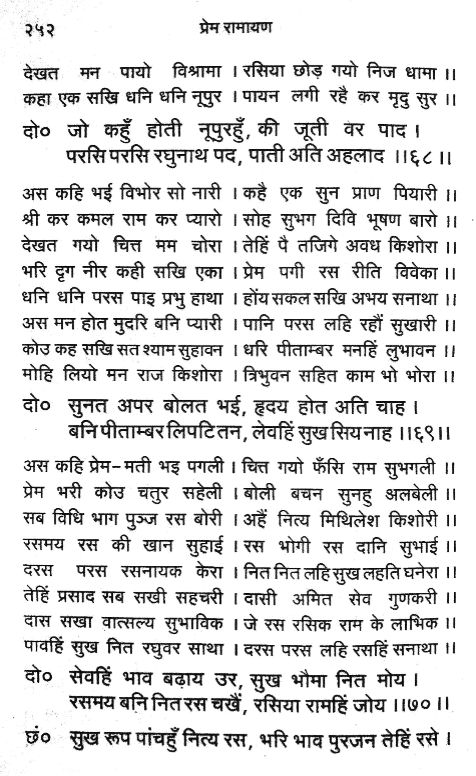 २५२ प्रेम रामायण
देखत मन पायो विश्रामा । रसिया छोड़ गयो निज धामा ।।
कहा एक सखि धनि धनि नूपुर । पायन लगी रहै कर मृदु सुर ।।
दो० जो कहुँ होती नूपुरहुँ, की जूती वर पाद ।
परसि परसि रघुनाथ पद, पाती अति अहलाद ।।६८।।
अस कहि भई विभोर सो नारी । कहै एक सुन प्राण पियारी ।।
श्री कर कमल राम कर प्यारो । सोह सुभग दिवि भूषण बारो ।।
देखत गयो चित्त मम चोरा । तेहिं पै तजिगे अवध किशोरा ।।
भरि दृग नीर कही सखि एका । प्रेम पगी रस रीति विवेका ।।
धनि धनि परस पाइ प्रभु हाथा । होंय सकल सखि अभय सनाथा ।।
अस मन होत मुदरि बनि प्यारी । पानि परस लहि रहौं सुखारी ।।
कोउ कह सखि सत श्याम सुहावन । धरि पीताम्बर मनहिं लुभावन ।।
मोहि लियो मन राज किशोरा । त्रिभुवन सहित काम भो भोरा ।।
दो० सुनत अपर बोलत भई, हृदय होत अति चाह ।
बनि पीताम्बर लिपटि तन, लेवहिं सुख सियनाह ।।६९।।
अस कहि प्रेम-मती भइ पगली । चित्त गयो फँसि राम सुभगली ।।
प्रेम भरी कोउ चतुर सहेली । बोली बचन सुनहु अलबेली ।।
सब विधि भाग पुञ्ज रस बोरी । अहैं नित्य मिथिलेश किशोरी ।।
रसमय रस की खान सुहाई । रस भोगी रस दानि सुभाई ।।
दरस परस रसनायक केरा । नित नित लहि सुख लहति घनेरा ।।
तेहिं प्रसाद सब सखी सहचरी । दासी अमित सेव गुणकरी ।।
दास सखा वात्सल्य सुभाविक । जे रस रसिक राम के लाभिक ।।
पावहिं सुख नित रघुवर साथा । दरस परस लहि रसहिं सनाथा ।।
दो० सेवहिं भाव बढ़ाय उर, सुख भौमा नित मोय ।
रसमय बनि नित रस चखैं, रसिया रामहिं जोय ।।७०।।
छं० सुख रूप पांचहुँ नित्य रस, भरि भाव पुरजन तेहिं रसे ।